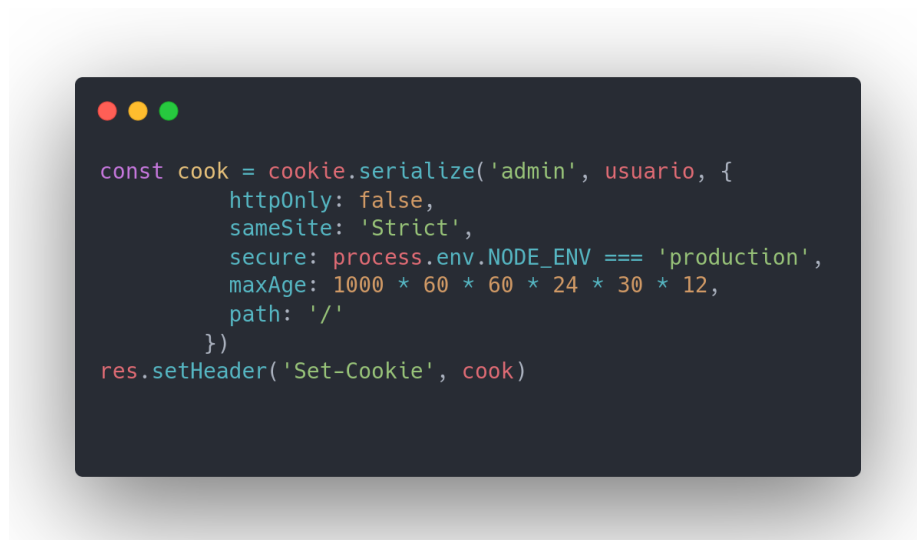 const cook = cookie.serialize('admin', usuario, {
httpOnly: false,
sameSite: 'Strict',
secure: process.env.NODE_ENV === 'production',
maxAge: 1000 * 60 * 60 * 24 * 30 * 12,
path: '/'
})
res.setHeader('Set-Cookie', cook)